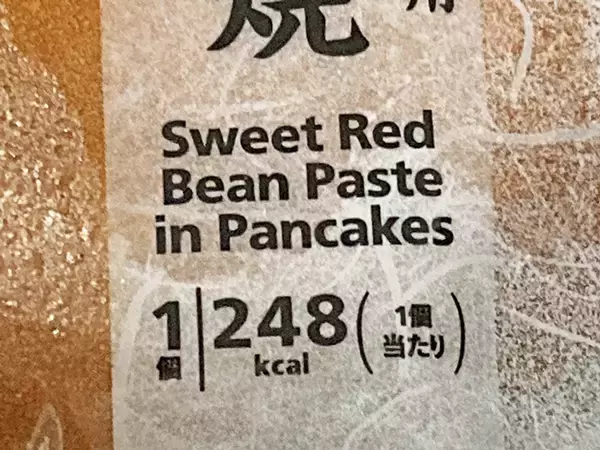 焼
Sweet Red
Bean Paste
in Pancakes
1個 248 kcal (1個当たり)